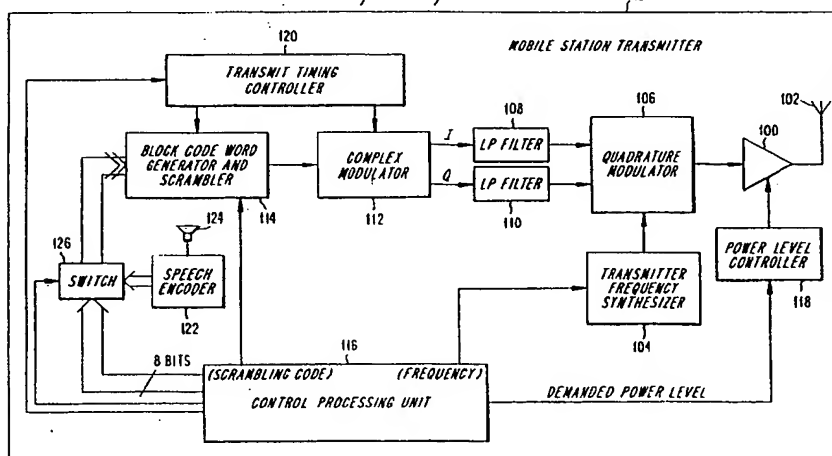 120
MOBILE STATION TRANSMITTER
TRANSMIT TIMING
CONTROLLER
102
106
100
108
I
LP FILTER
BLOCK CODE WORD
GENERATOR AND
SCRAMBLER
COMPLEX
MODULATOR
QUADRATURE
MODULATOR
Q
LP FILTER
114
112
110
124
126
SWITCH
SPEECH
ENCODER
122
TRANSMITTER
FREQUENCY
SYNTHESIZER
POWER LEVEL
CONTROLLER
118
104
116
8 BITS
(SCRAMBLING CODE)
(FREQUENCY)
CONTROL PROCESSING UNIT
DEMANDED POWER LEVEL